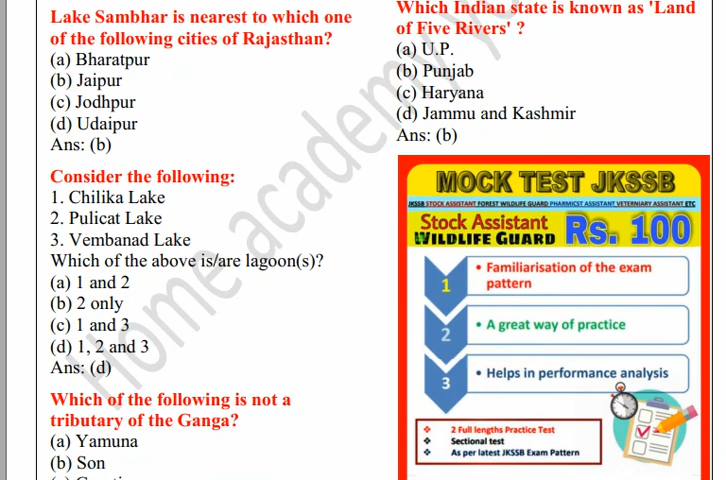 Lake Sambhar is nearest to which one
of the following cities of Rajasthan?
(a) Bharatpur
(b) Jaipur
(c) Jodhpur
(d) Udaipur
Ans: (b)
Consider the following:
1. Chilika Lake
2. Pulicat Lake
3. Vembanad Lake
Which of the above is/are lagoon(s)?
(a) 1 and 2
(b) 2 only
(c) 1 and 3
(d) 1, 2 and 3
Ans: (d)
Which of the following is not a
tributary of the Ganga?
(a) Yamuna
(b) Son
Which Indian state is known as 'Land
of Five Rivers' ?
(a) U.P.
(b) Punjab
(c) Haryana
(d) Jammu and Kashmir
Ans: (b)
MOCK TEST JKSSB
JKSSB STOCK ASSISTANT FOREST WILDLIFE GUARD PHARMICST ASSISTANT VETERNIARY ASSISTANT ETC
Stock Assistant
WILDLIFE GUARD Rs. 100
1
• Familiarisation of the exam
pattern
2
• A great way of practice
3
• Helps in performance analysis
❖ 2 Full lengths Practice Test
❖ Sectional test
❖ As per latest JKSSB Exam Pattern
Home academy